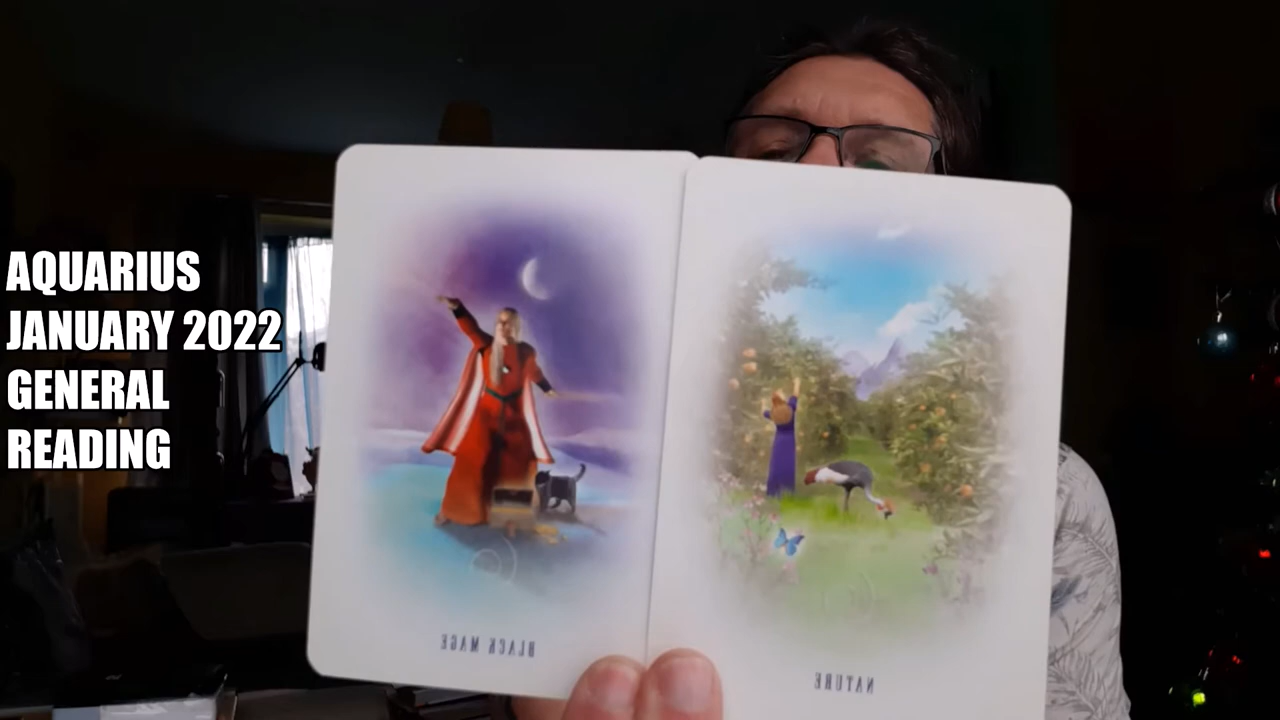 AQUARIUS
JANUARY 2022
GENERAL
READING
BLACK MAGE
NATURE